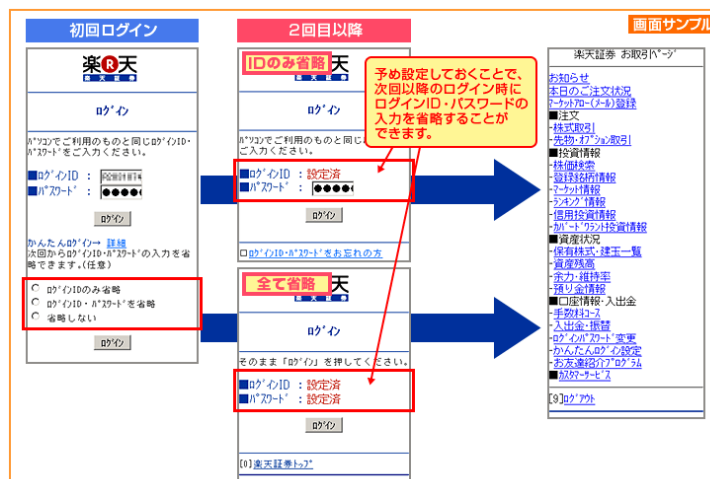 初回ログイン
2回目以降
画面サンプル
楽R天
楽天証券
ﾛｸﾞｲﾝ
ﾊﾟｿｺﾝでご利用のものと同じﾛｸﾞｲﾝID・
ﾊﾟｽﾜｰﾄﾞをご入力ください。
■ﾛｸﾞｲﾝID：
■ﾊﾟｽﾜｰﾄﾞ：●●●●
ﾛｸﾞｲﾝ
かんたんﾛｸﾞｲﾝ→ 詳細
次回からﾛｸﾞｲﾝID・ﾊﾟｽﾜｰﾄﾞの入力を省
略できます。(任意)
ﾛｸﾞｲﾝIDのみ省略
ﾛｸﾞｲﾝID・ﾊﾟｽﾜｰﾄﾞを省略
省略しない
ﾛｸﾞｲﾝ
IDのみ省略
天
楽天証券
ﾛｸﾞｲﾝ
ﾊﾟｿｺﾝでご利用のものと同じ
ご入力ください。
■ﾛｸﾞｲﾝID ：設定済
■ﾊﾟｽﾜｰﾄﾞ ：●●●●
ﾛｸﾞｲﾝ
□ﾛｸﾞｲﾝID・ﾊﾟｽﾜｰﾄﾞをお忘れの方
予め設定しておくことで、
次回以降のログイン時に
ログインID・パスワードの
入力を省略することが
できます。
全て省略
天
楽天証券
ﾛｸﾞｲﾝ
そのまま「ﾛｸﾞｲﾝ」を押してください。
■ﾛｸﾞｲﾝID ：設定済
■ﾊﾟｽﾜｰﾄﾞ ：設定済
ﾛｸﾞｲﾝ
[0]楽天証券ﾄｯﾌﾟ
楽天証券 お取引ﾍﾟｰｼﾞ
お知らせ
本日のご注文状況
ﾏｰｹｯﾄｱﾛｰ(ﾒｰﾙ)登録
■注文
-株式取引
-先物・ｵﾌﾟｼｮﾝ取引
■投資情報
-株価検索
-登録銘柄情報
-ﾏｰｹｯﾄ情報
-ﾗﾝｷﾝｸﾞ情報
-信用投資情報
-ｶﾊﾞｰﾄﾞﾜﾗﾝﾄ投資情報
■資産状況
-保有株式・建玉一覧
-資産残高
-余力・維持率
-預り金情報
■口座情報・入出金
-手数料ｺｰｽ
-入出金・振替
-ﾛｸﾞｲﾝﾊﾟｽﾜｰﾄﾞ変更
-かんたんﾛｸﾞｲﾝ設定
-お友達紹介ﾌﾟﾛｸﾞﾗﾑ
■ｶｽﾀﾏｰｻｰﾋﾞｽ
[9]ﾛｸﾞｱｳﾄ